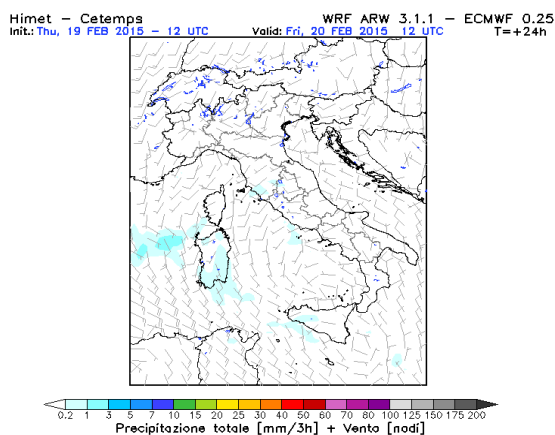 Himet – Cetemps WRF ARW 3.1.1 – ECMWF 0.25
Init.: Thu, 19 FEB 2015 – 12 UTC Valid: Fri, 20 FEB 2015 12 UTC T=+24h
0.2 1 3 5 7 10 15 20 25 30 40 50 60 70 80 100 125 150 175 200
Precipitazione totale [mm/3h] + Vento [nodi]